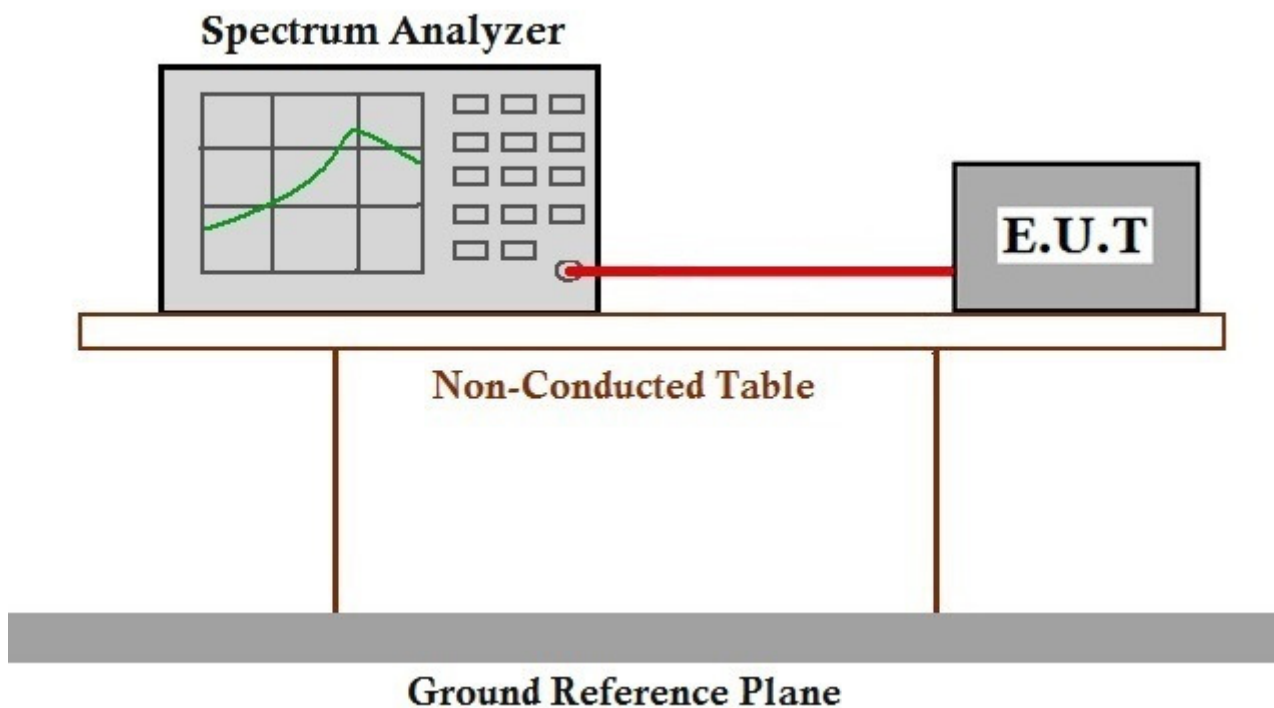 Spectrum Analyzer
E.U.T
Non-Conducted Table
Ground Reference Plane